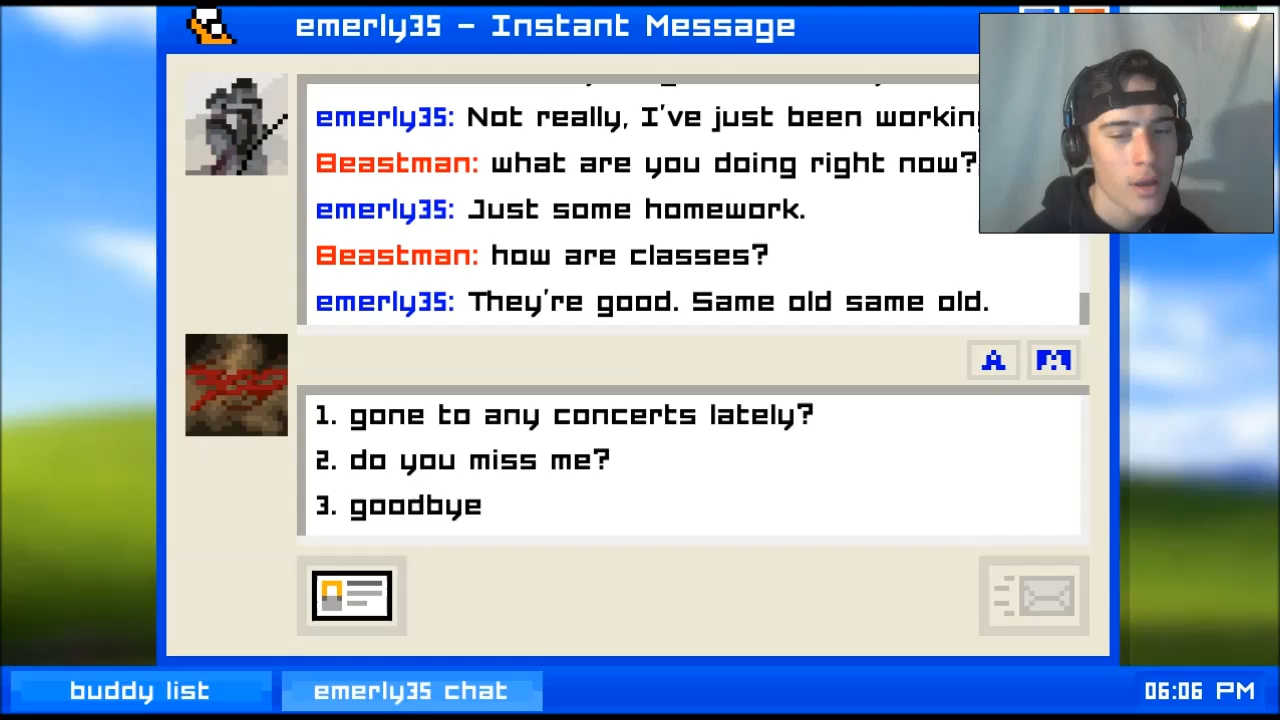 emerly35 - Instant Message
emerly35: Not really, I've just been working
Beastman: what are you doing right now?
emerly35: Just some homework.
Beastman: how are classes?
emerly35: They're good. Same old same old.
A M
1. gone to any concerts lately?
2. do you miss me?
3. goodbye
buddy list
emerly35 chat
06:06 PM